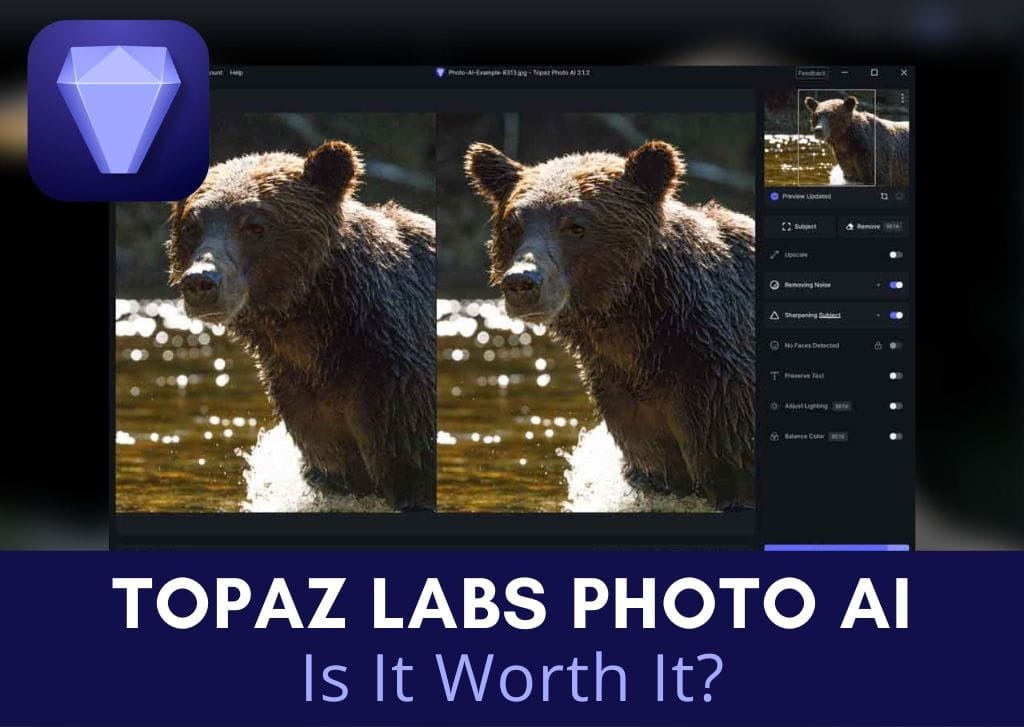 ount Help
Photo-AI-Example-8313.jpg - Topaz Photo AI 2.1.2
Feedback
Preview Updated
Subject
Remove BETA
Upscale
Removing Noise
Sharpening Subject
No Faces Detected
Preserve Text
Adjust Lighting BETA
Balance Color BETA
TOPAZ LABS PHOTO AI
Is It Worth It?